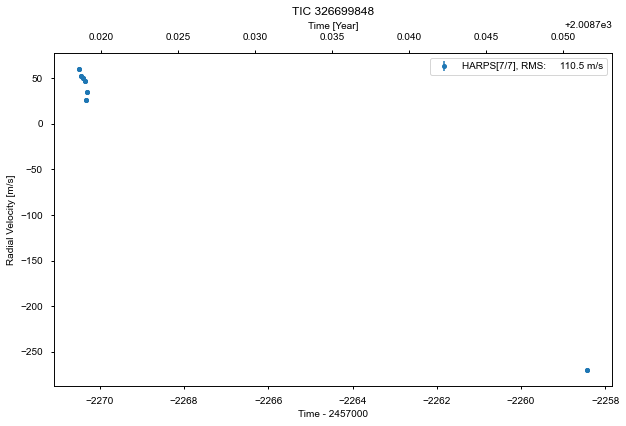 TIC 326699848
Time [Year]
+2.0087e3
0.020 0.025 0.030 0.035 0.040 0.045 0.050
HARPS[7/7], RMS: 110.5 m/s
50
0
−50
−100
−150
−200
−250
Radial Velocity [m/s]
−2270 −2268 −2266 −2264 −2262 −2260 −2258
Time - 2457000